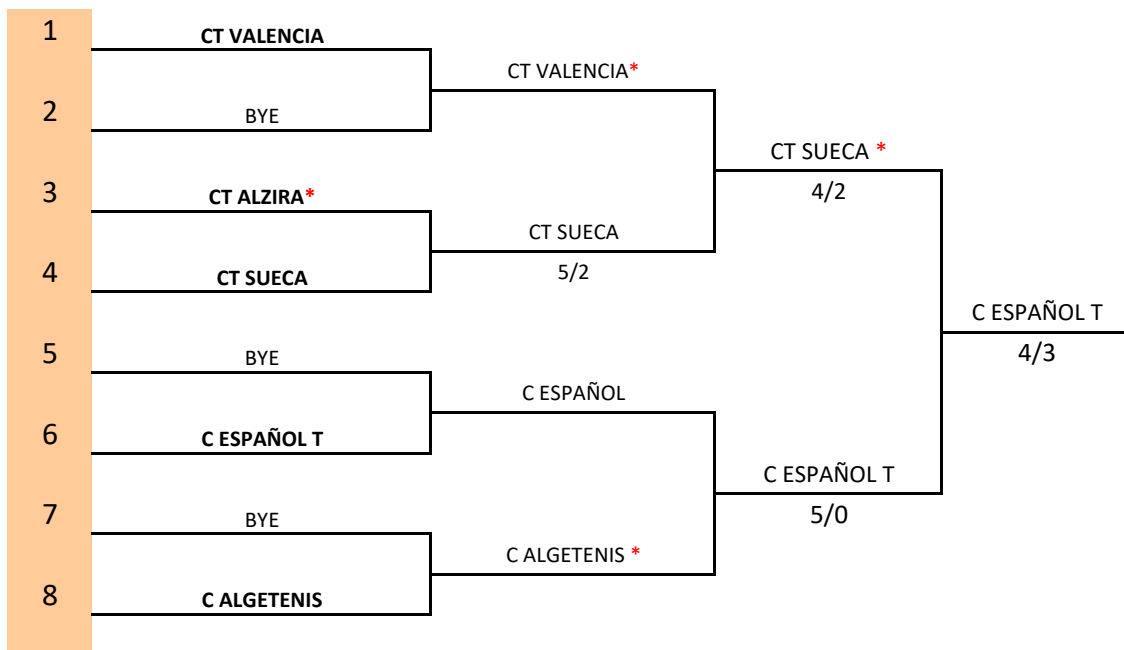 1
CT VALENCIA
CT VALENCIA*
2
BYE
CT SUECA *
4/2
3
CT ALZIRA*
CT SUECA
5/2
4
CT SUECA
C ESPAÑOL T
4/3
5
BYE
C ESPAÑOL
6
C ESPAÑOL T
C ESPAÑOL T
5/0
7
BYE
C ALGETENIS *
8
C ALGETENIS